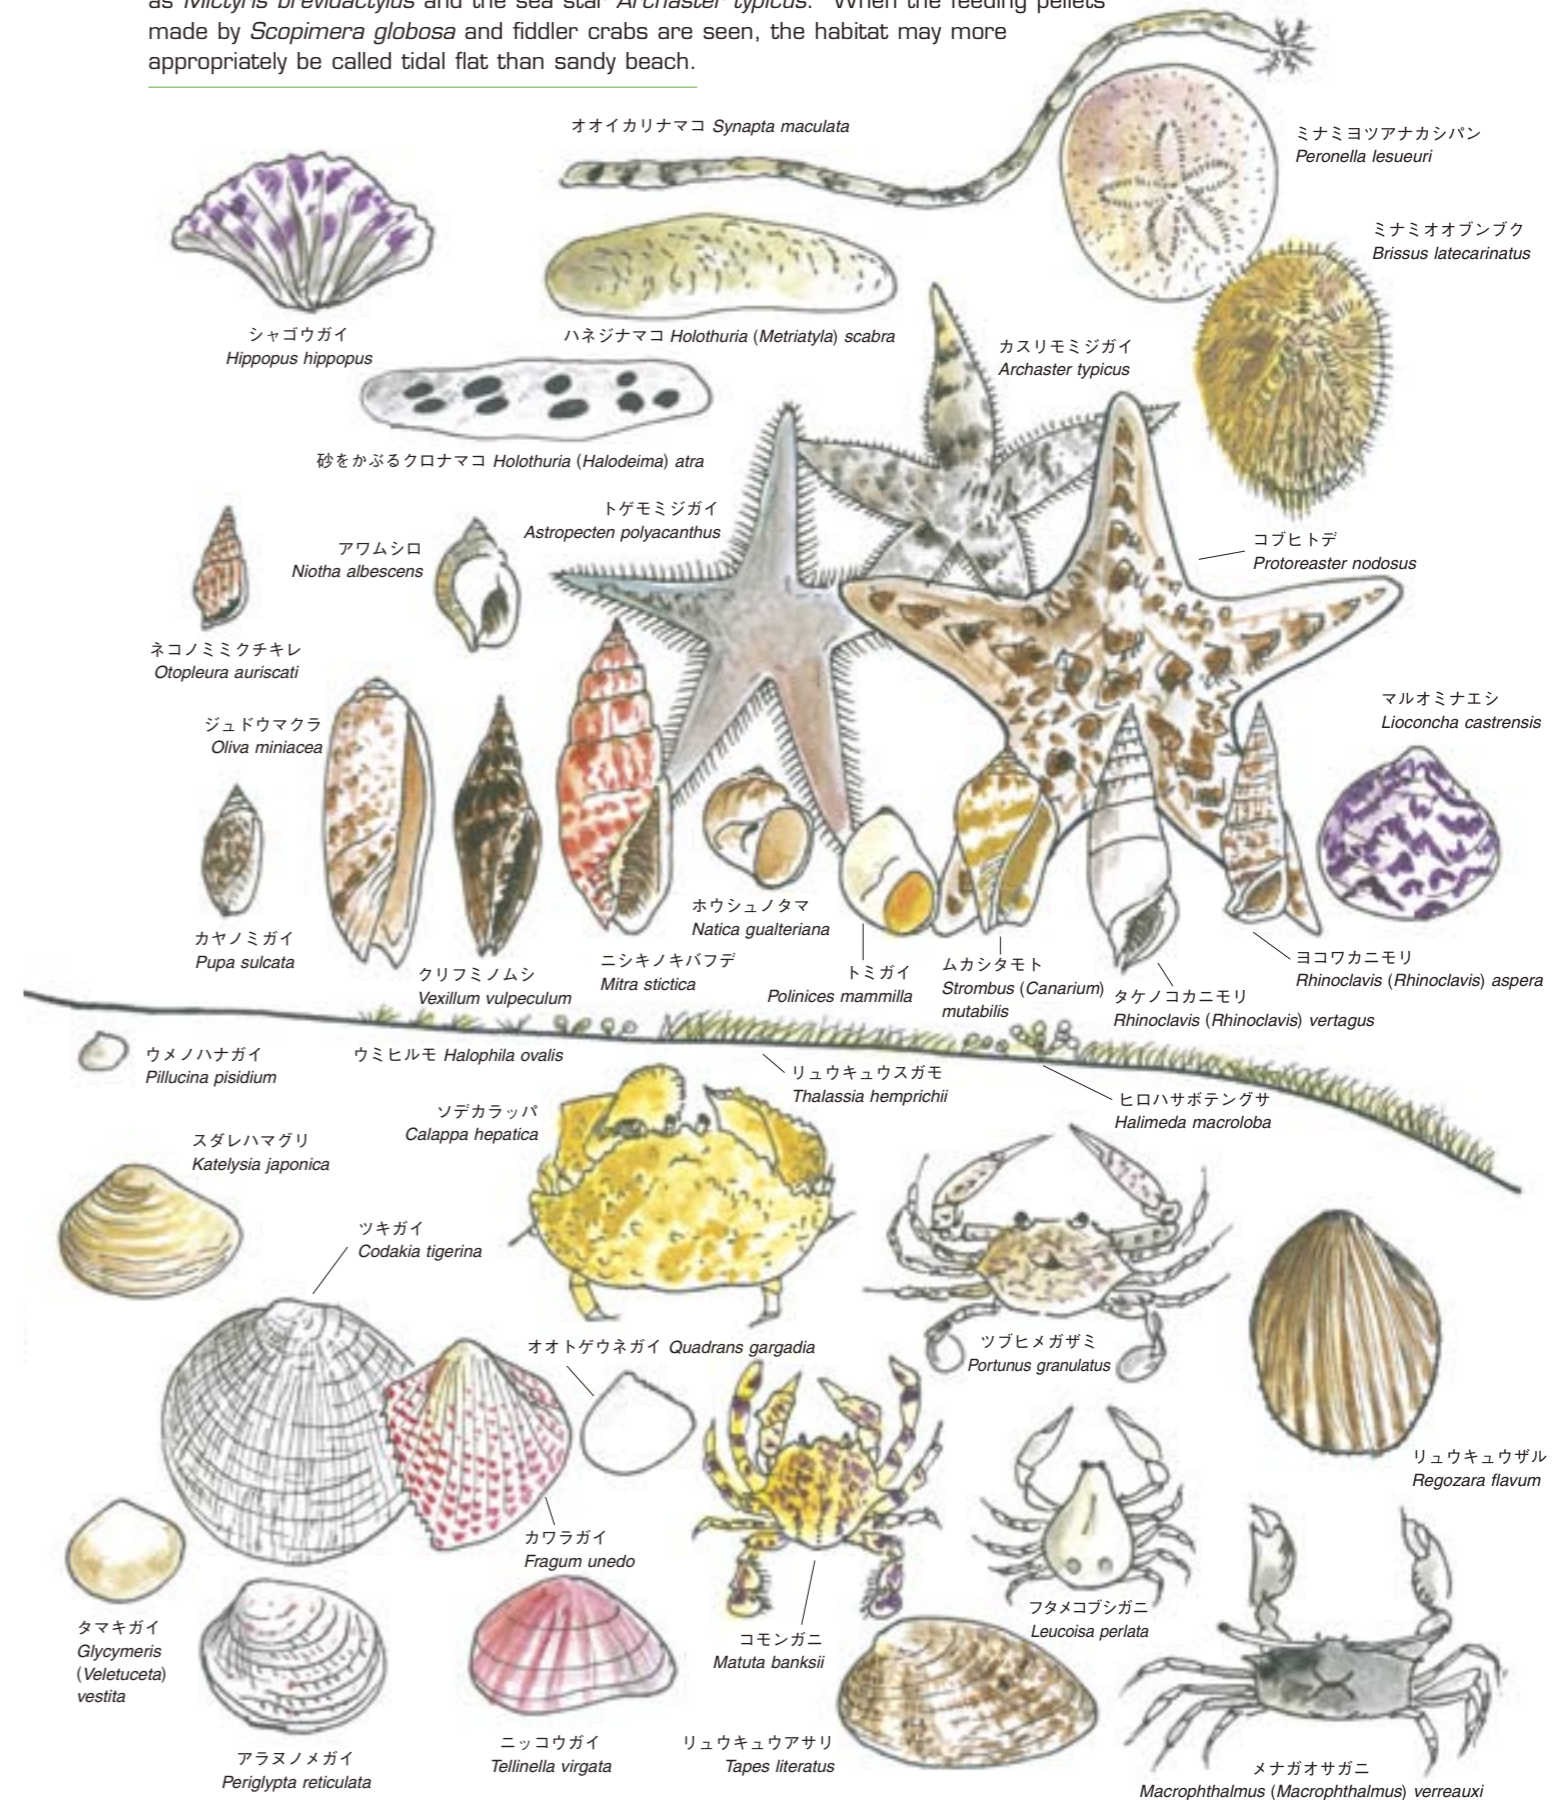 as Mictyris brevidactylus and the sea star Archaster typicus. When the feeding pellets
made by Scopimera globosa and fiddler crabs are seen, the habitat may more
appropriately be called tidal flat than sandy beach.
オオイカリナマコ Synapta maculata
ミナミヨツアナカシパン
Peronella lesueuri
ミナミオオブンブク
Brissus latecarinatus
シャゴウガイ
Hippopus hippopus
ハネジナマコ Holothuria (Metriatyla) scabra
カスリモミジガイ
Archaster typicus
砂をかぶるクロナマコ Holothuria (Halodeima) atra
トゲモミジガイ
Astropecten polyacanthus
アワムシロ
Niotha albescens
コブヒトデ
Protoreaster nodosus
ネコノミミクチキレ
Otopleura auriscati
ジュドウマクラ
Oliva miniacea
マルオミナエシ
Lioconcha castrensis
カヤノミガイ
Pupa sulcata
クリフミノムシ
Vexillum vulpeculum
ニシキノキバフデ
Mitra stictica
ホウシュノタマ
Natica gualteriana
トミガイ
Polinices mammilla
ムカシタモト
Strombus (Canarium)
mutabilis
タケノコカニモリ
Rhinoclavis (Rhinoclavis) vertagus
ヨコワカニモリ
Rhinoclavis (Rhinoclavis) aspera
ウメノハナガイ
Pillucina pisidium
ウミヒルモ Halophila ovalis
リュウキュウスガモ
Thalassia hemprichii
ヒロハサボテングサ
Halimeda macroloba
ソデカラッパ
Calappa hepatica
スダレハマグリ
Katelysia japonica
ツキガイ
Codakia tigerina
オオトゲウネガイ Quadrans gargadia
ツブヒメガザミ
Portunus granulatus
リュウキュウザル
Regozara flavum
カワラガイ
Fragum unedo
タマキガイ
Glycymeris
(Veletuceta)
vestita
コモンガニ
Matuta banksii
フタメコブシガニ
Leucoisa perlata
アラヌノメガイ
Periglypta reticulata
ニッコウガイ
Tellinella virgata
リュウキュウアサリ
Tapes literatus
メナガオサガニ
Macrophthalmus (Macrophthalmus) verreauxi